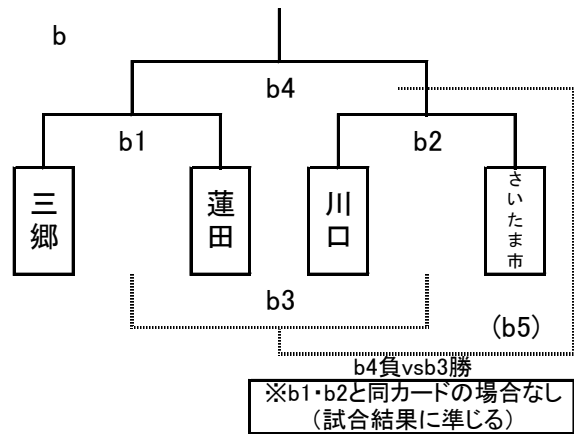 b
b4
b1
b2
三郷
蓮田
川口
さいたま市
b3
(b5)
b4負vsb3勝
※b1・b2と同カードの場合なし
（試合結果に準じる）